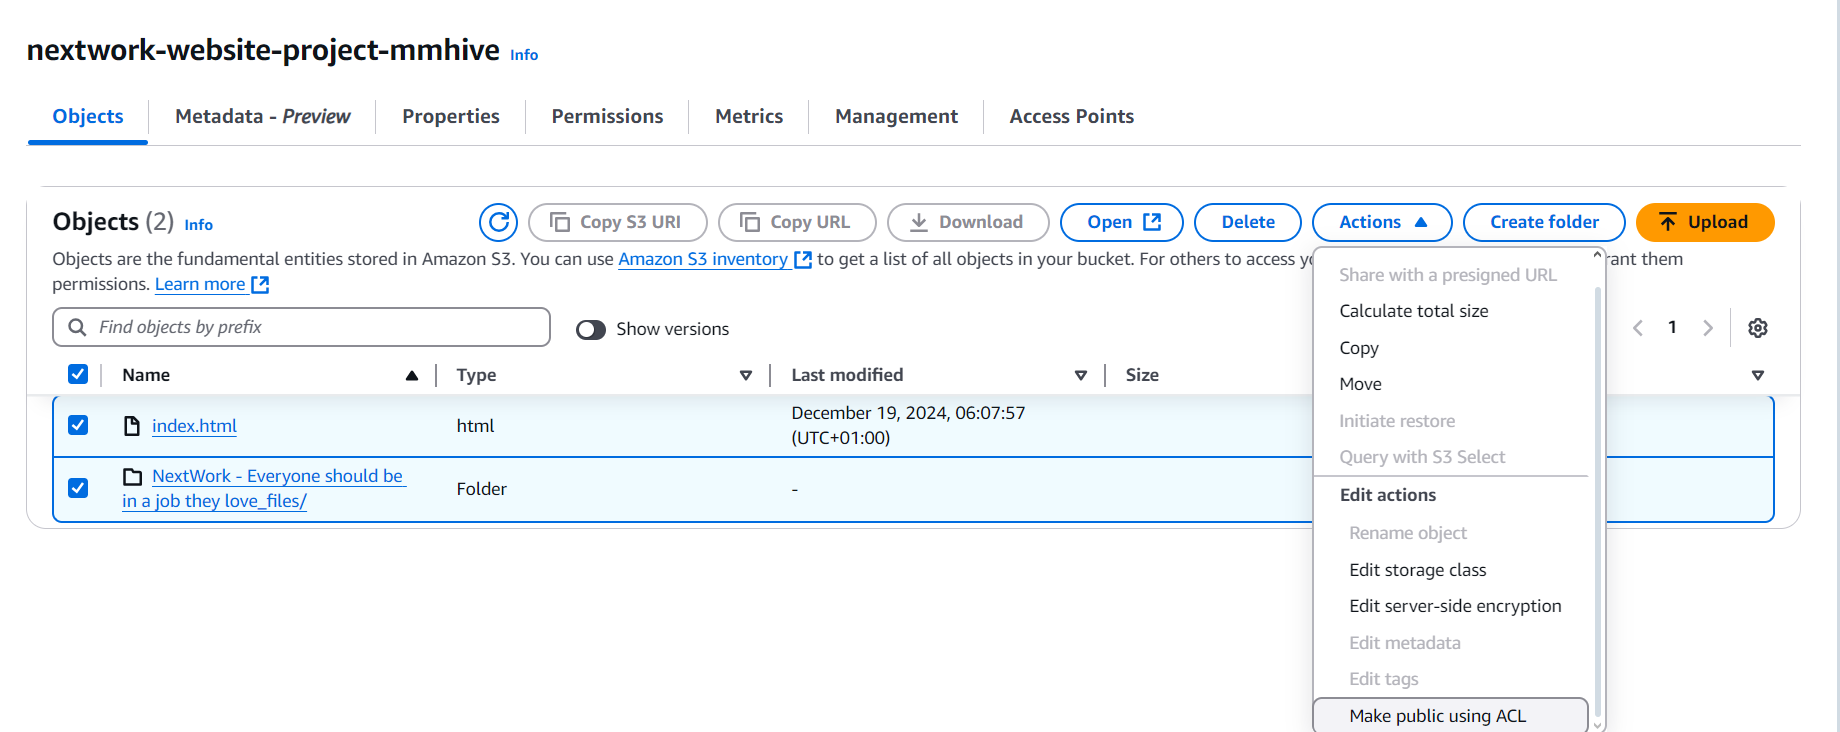 nextwork-website-project-mmhive Info
Objects
Metadata - Preview
Properties
Permissions
Metrics
Management
Access Points
Objects (2) Info
Copy S3 URI
Copy URL
Download
Open
Delete
Actions
Create folder
Upload
Objects are the fundamental entities stored in Amazon S3. You can use Amazon S3 inventory to get a list of all objects in your bucket. For others to access them
permissions. Learn more
Find objects by prefix
Show versions
1
Name
Type
Last modified
Size
index.html
html
December 19, 2024, 06:07:57
(UTC+01:00)
NextWork - Everyone should be
in a job they love_files/
Folder
-
Share with a presigned URL
Calculate total size
Copy
Move
Initiate restore
Query with S3 Select
Edit actions
Rename object
Edit storage class
Edit server-side encryption
Edit metadata
Edit tags
Make public using ACL